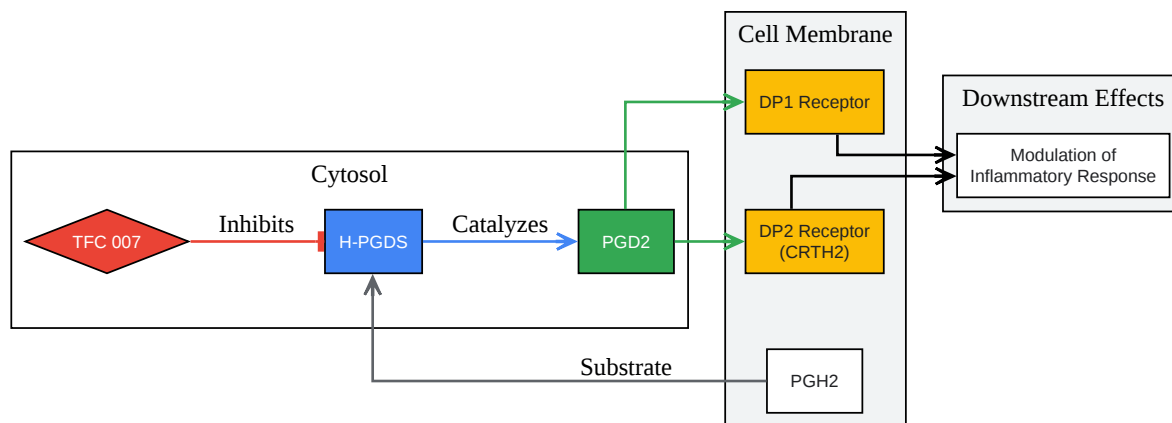 Cell Membrane
DP1 Receptor
Downstream Effects
Modulation of
Inflammatory Response
Cytosol
TFC 007
Inhibits
H-PGDS
Catalyzes
PGD2
DP2 Receptor
(CRTH2)
Substrate
PGH2